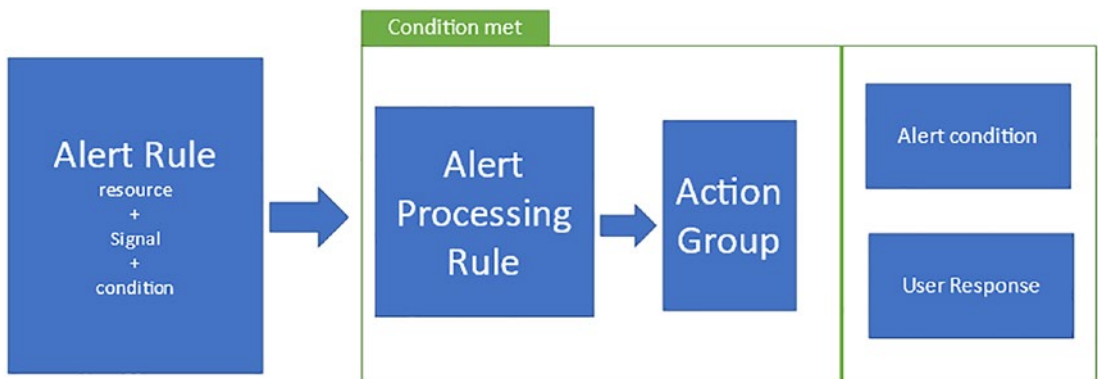 Condition met
Alert Rule
resource
+
Signal
+
condition
Alert
Processing
Rule
Action
Group
Alert condition
User Response